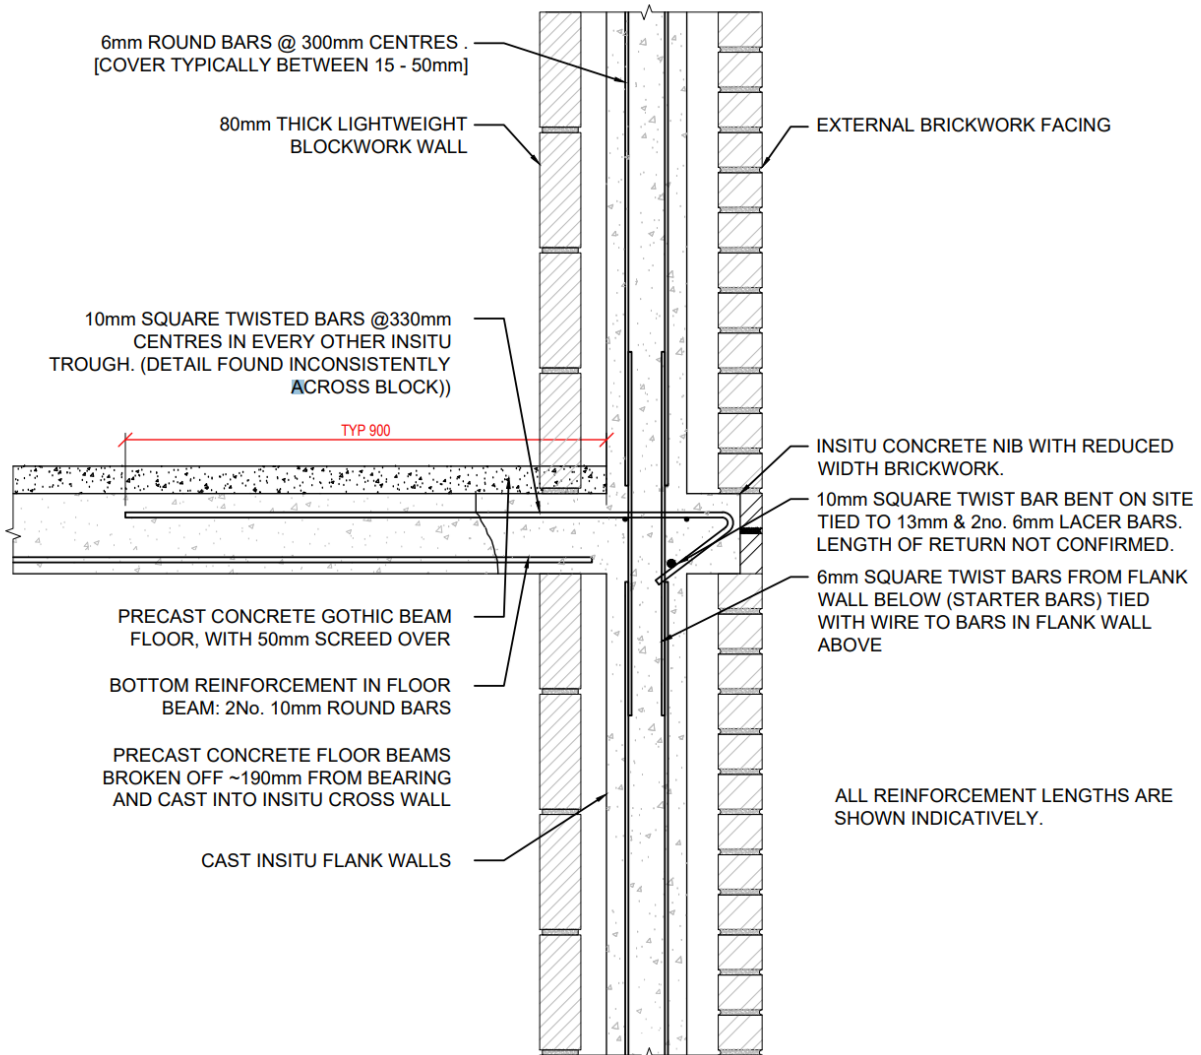 6mm ROUND BARS @ 300mm CENTRES .
[COVER TYPICALLY BETWEEN 15 - 50mm]
80mm THICK LIGHTWEIGHT
BLOCKWORK WALL
EXTERNAL BRICKWORK FACING
10mm SQUARE TWISTED BARS @330mm
CENTRES IN EVERY OTHER INSITU
TROUGH. (DETAIL FOUND INCONSISTENTLY
ACROSS BLOCK))
TYP 900
INSITU CONCRETE NIB WITH REDUCED
WIDTH BRICKWORK.
10mm SQUARE TWIST BAR BENT ON SITE
TIED TO 13mm & 2no. 6mm LACER BARS.
LENGTH OF RETURN NOT CONFIRMED.
6mm SQUARE TWIST BARS FROM FLANK
WALL BELOW (STARTER BARS) TIED
WITH WIRE TO BARS IN FLANK WALL
ABOVE
PRECAST CONCRETE GOTHIC BEAM
FLOOR, WITH 50mm SCREED OVER
BOTTOM REINFORCEMENT IN FLOOR
BEAM: 2No. 10mm ROUND BARS
PRECAST CONCRETE FLOOR BEAMS
BROKEN OFF ~190mm FROM BEARING
AND CAST INTO INSITU CROSS WALL
CAST INSITU FLANK WALLS
ALL REINFORCEMENT LENGTHS ARE
SHOWN INDICATIVELY.